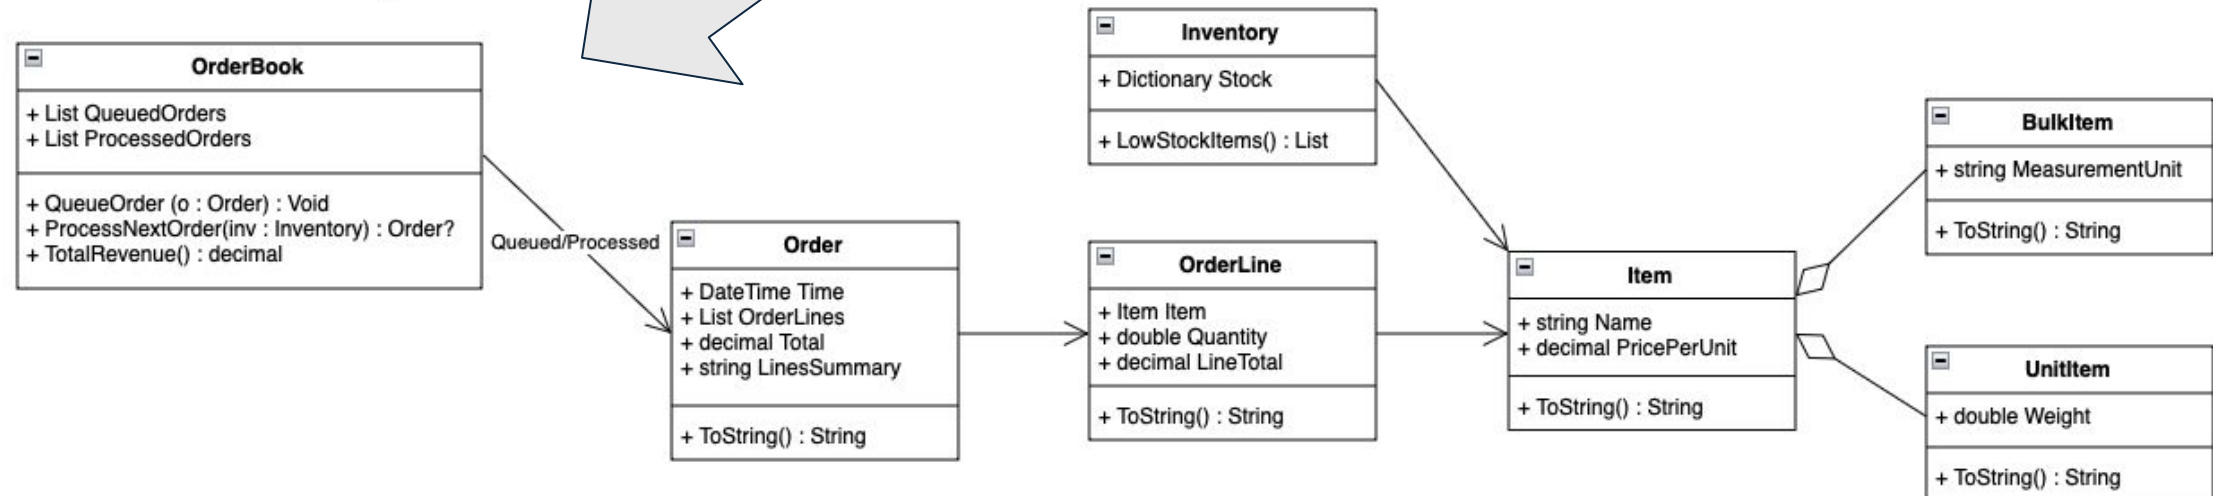 OrderBook
+ List QueuedOrders
+ List ProcessedOrders
+ QueueOrder (o : Order) : Void
+ ProcessNextOrder(inv : Inventory) : Order?
+ TotalRevenue() : decimal
Queued/Processed
Order
+ DateTime Time
+ List OrderLines
+ decimal Total
+ string LinesSummary
+ ToString() : String
Inventory
+ Dictionary Stock
+ LowStockItems() : List
OrderLine
+ Item Item
+ double Quantity
+ decimal LineTotal
+ ToString() : String
Item
+ string Name
+ decimal PricePerUnit
+ ToString() : String
BulkItem
+ string MeasurementUnit
+ ToString() : String
UnitItem
+ double Weight
+ ToString() : String